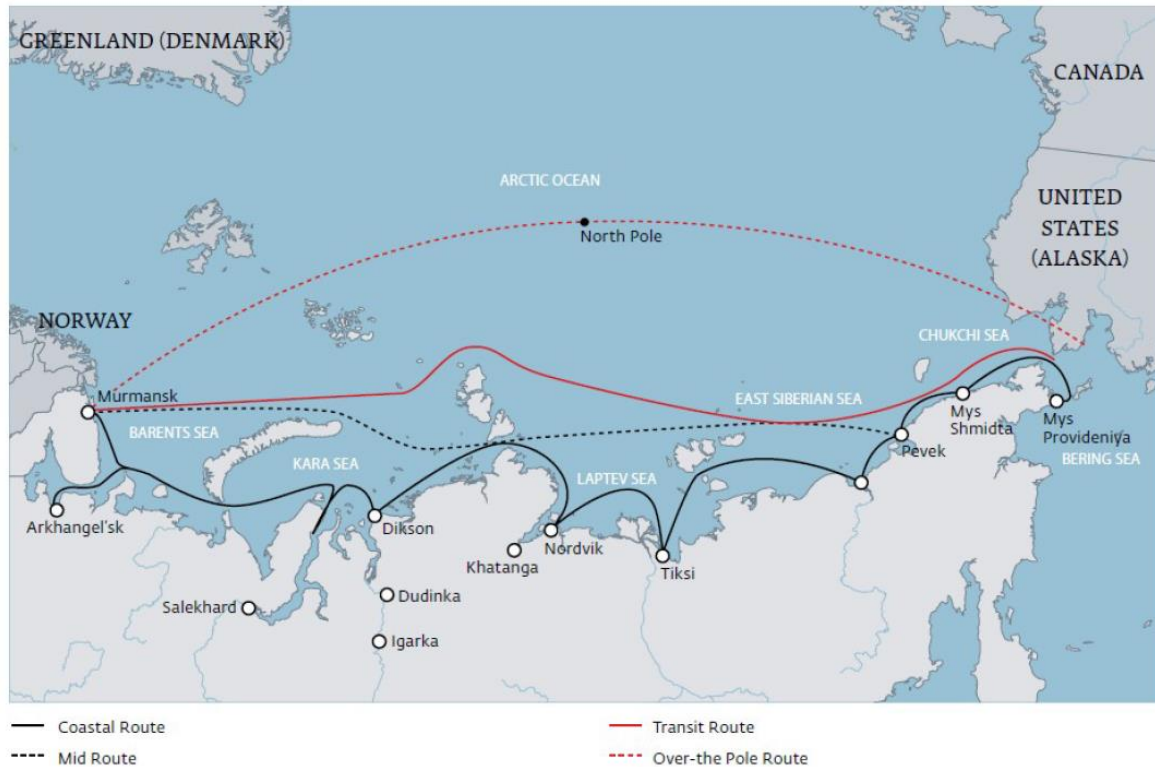 GREENLAND (DENMARK)
CANADA
ARCTIC OCEAN
UNITED
STATES
(ALASKA)
North Pole
NORWAY
CHUKCHI SEA
Murmansk
EAST SIBERIAN SEA
Mys
Shmidta
Mys
Provideniya
BARENTS SEA
Pevek
KARA SEA
BERING SEA
LAPTEV SEA
Arkhangel'sk
Dikson
Nordvik
Khatanga
Tiksi
Dudinka
Salekhard
Igarka
Coastal Route
Transit Route
Mid Route
Over-the Pole Route